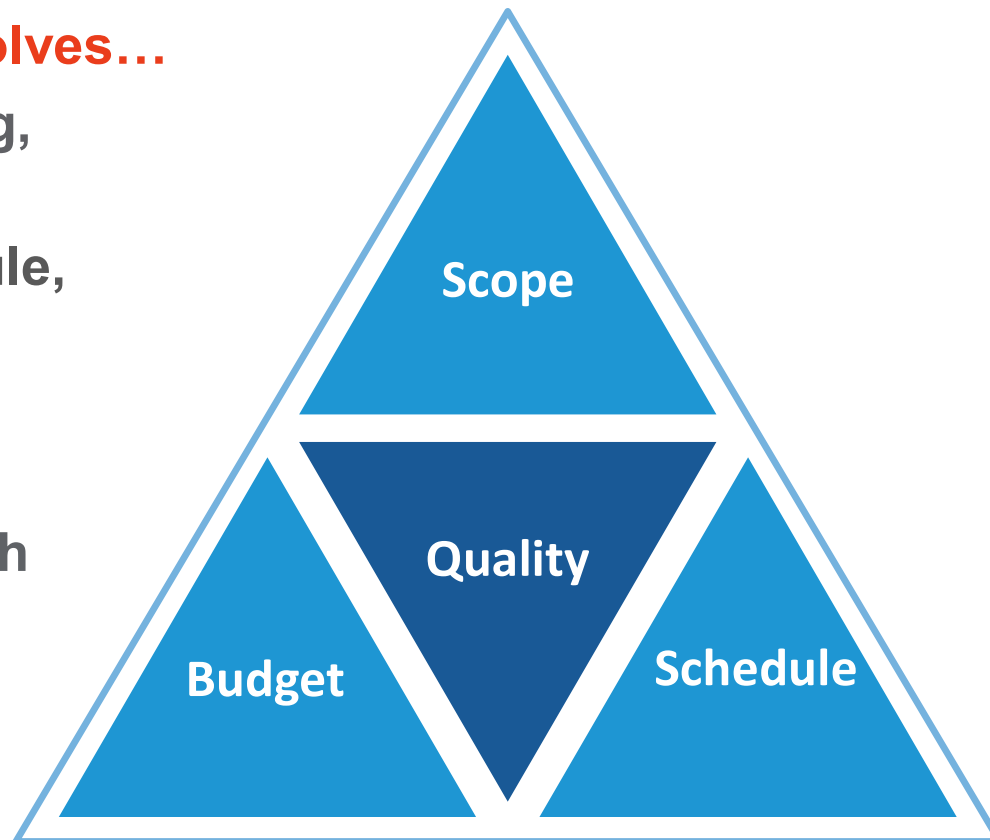 olves…
g,
ule,
h
Scope
Quality
Budget
Schedule